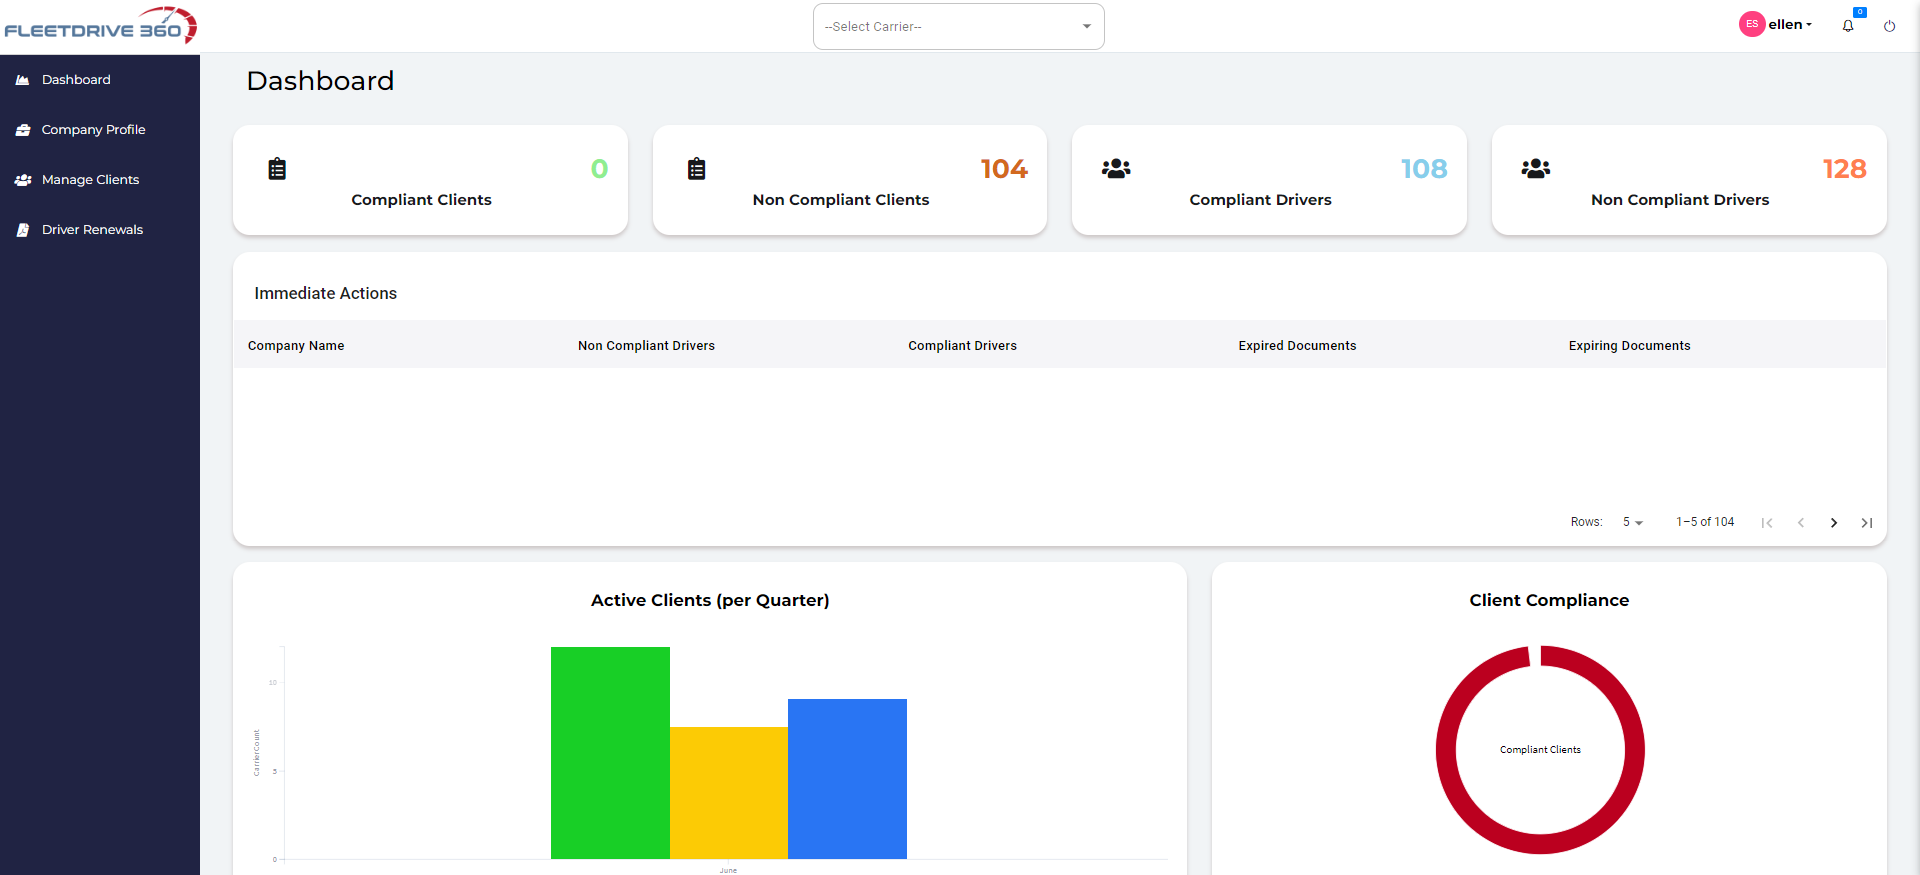 FLEETDRIVE 360
--Select Carrier--
ES ellen
0
Dashboard
Company Profile
Manage Clients
Driver Renewals
Dashboard
0
Compliant Clients
104
Non Compliant Clients
108
Compliant Drivers
128
Non Compliant Drivers
Immediate Actions
Company Name Non Compliant Drivers Compliant Drivers Expired Documents Expiring Documents
Rows: 5 1–5 of 104
Active Clients (per Quarter)
10
5
0
CarrierCount
June
Client Compliance
Compliant Clients